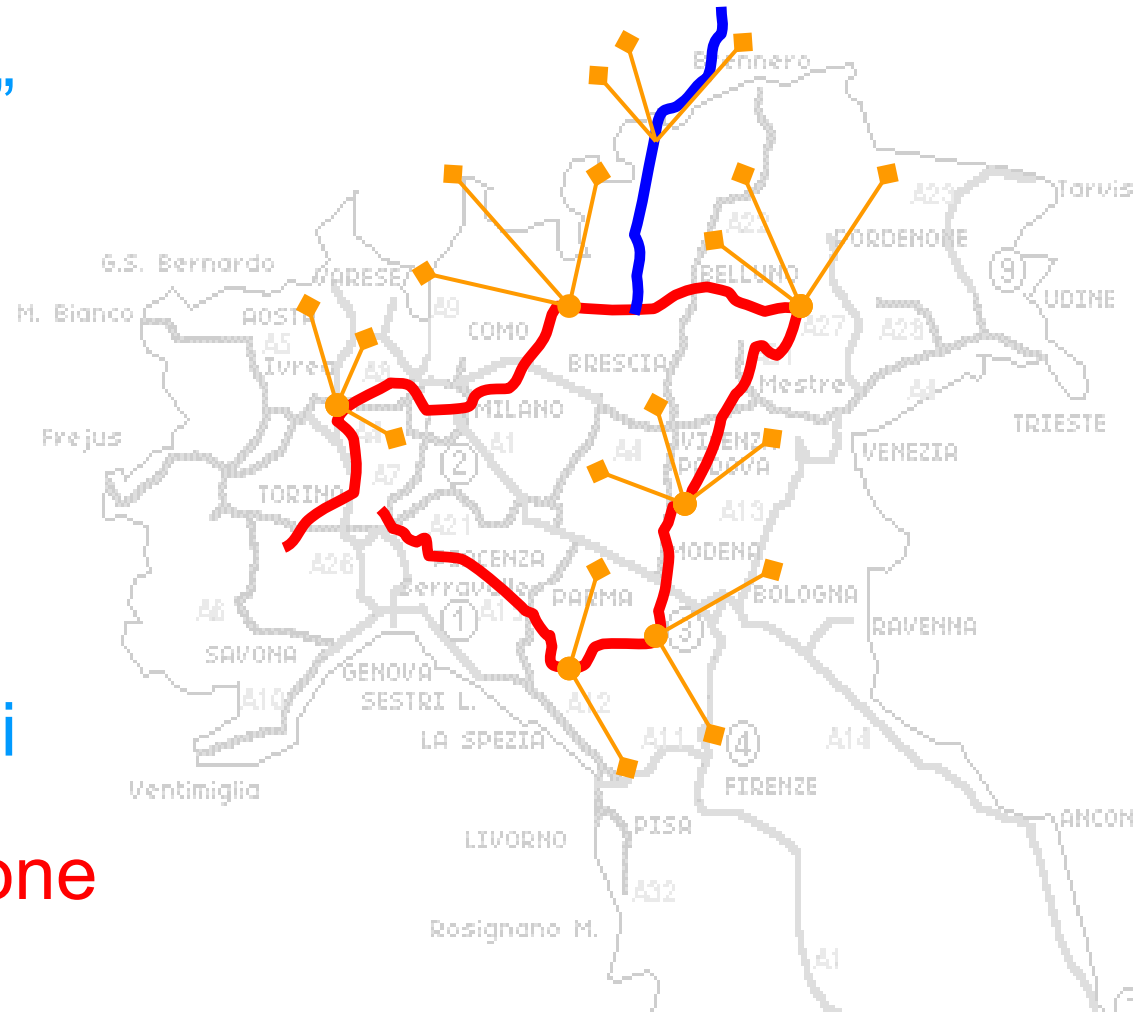 ”
Brennero
Tarvis
A23
A22
PORDENONE
G.S. Bernardo
VARESE
BELLUNO
9
UDINE
M. Bianco
AOSTA
A9
COMO
A27
A28
A5
BRESCIA
Ivrea
Mestre
A4
MILANO
TRIESTE
Frejus
A1
A4
VICENZA
VENEZIA
2
PADOVA
A7
TORINO
A13
A21
MODENA
PIACENZA
A26
Serravalle
PARMA
BOLOGNA
A6
1
A15
3
RAVENNA
SAVONA
GENOVA
A10
SESTRI L.
A12
i
LA SPEZIA
A11
4
A14
Ventimiglia
FIRENZE
PISA
ANCON
LIVORNO
one
A32
Rosignano M.
A1